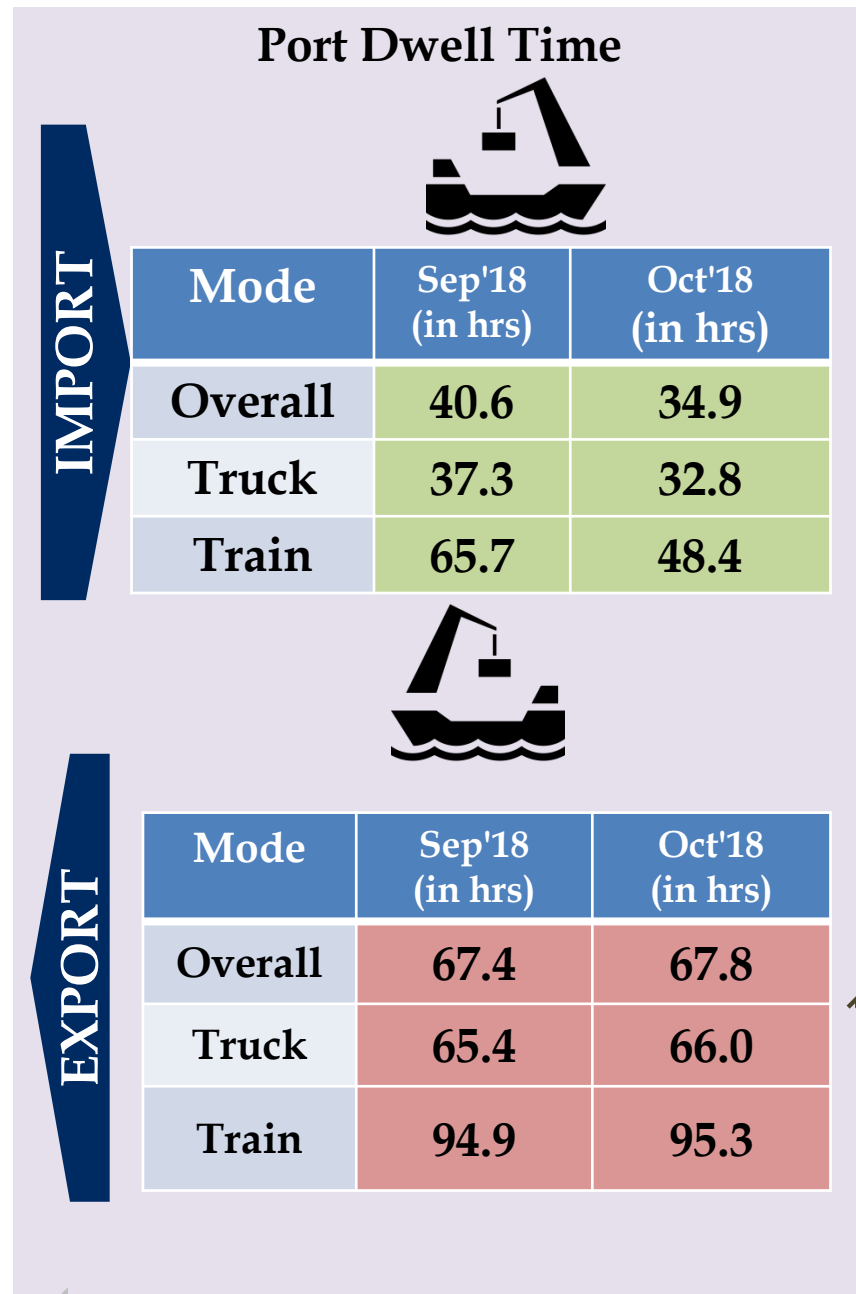 Port Dwell Time
IMPORT
Mode Sep'18 (in hrs) Oct'18 (in hrs)
Overall 40.6 34.9
Truck 37.3 32.8
Train 65.7 48.4
EXPORT
Mode Sep'18 (in hrs) Oct'18 (in hrs)
Overall 67.4 67.8
Truck 65.4 66.0
Train 94.9 95.3